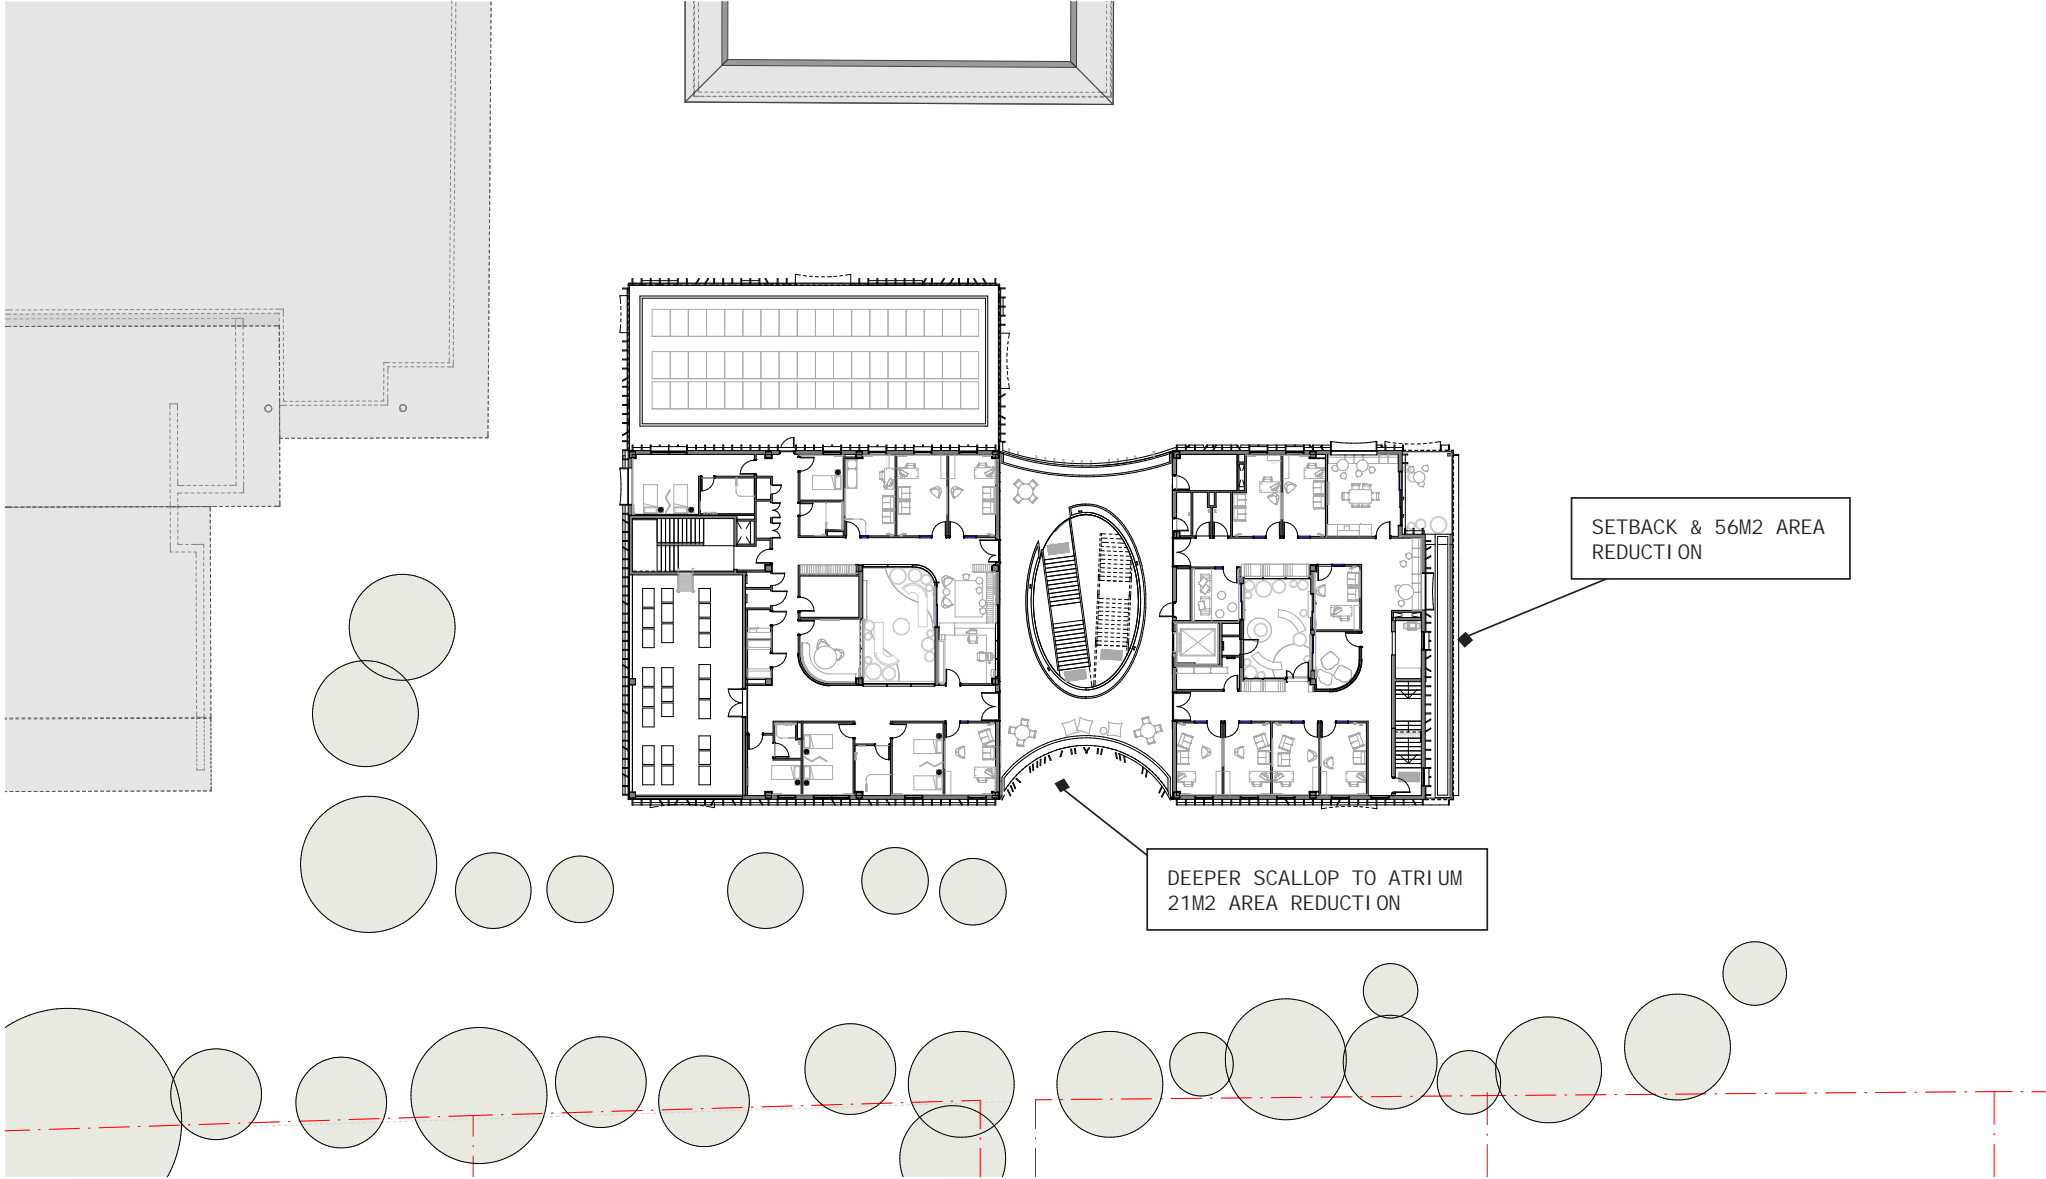 SETBACK & 56M2 AREA
REDUCTION
DEEPER SCALLOP TO ATRIUM
21M2 AREA REDUCTION